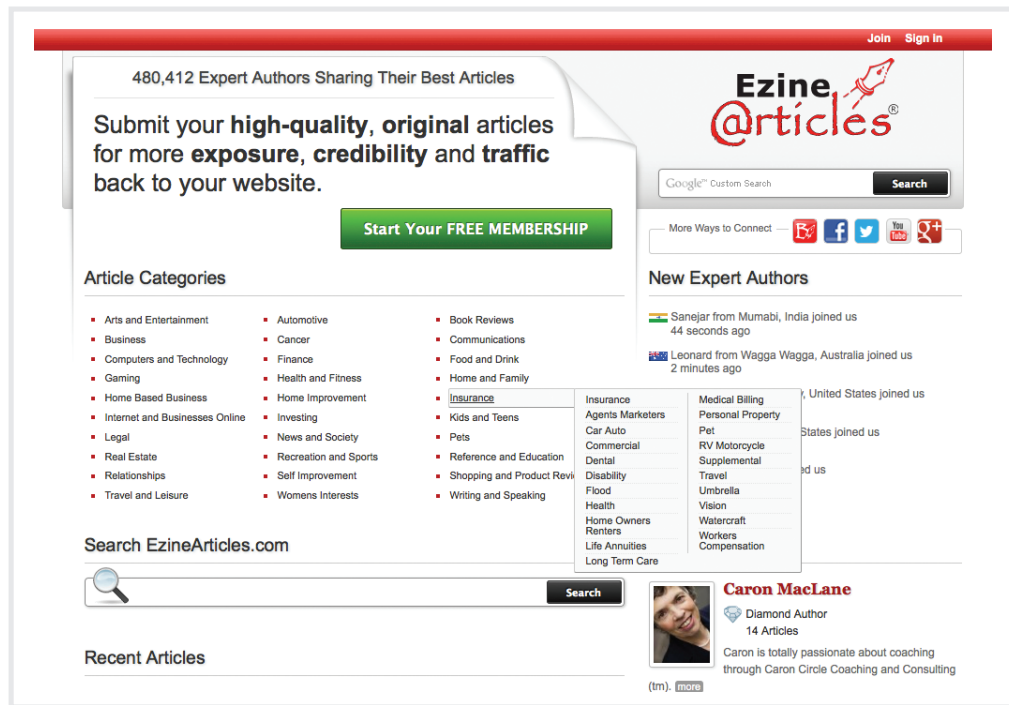 Join Sign In
480,412 Expert Authors Sharing Their Best Articles
Submit your high-quality, original articles
for more exposure, credibility and traffic
back to your website.
Start Your FREE MEMBERSHIP
Ezine
@rticles®
Google™ Custom Search
Search
More Ways to Connect
You
Tube
Article Categories
Arts and Entertainment
Business
Computers and Technology
Gaming
Home Based Business
Internet and Businesses Online
Legal
Real Estate
Relationships
Travel and Leisure
Automotive
Cancer
Finance
Health and Fitness
Home Improvement
Investing
News and Society
Recreation and Sports
Self Improvement
Womens Interests
Book Reviews
Communications
Food and Drink
Home and Family
Insurance
Kids and Teens
Pets
Reference and Education
Shopping and Product Revi
Writing and Speaking
Insurance
Agents Marketers
Car Auto
Commercial
Dental
Disability
Flood
Health
Home Owners
Renters
Life Annuities
Long Term Care
Medical Billing
Personal Property
Pet
RV Motorcycle
Supplemental
Travel
Umbrella
Vision
Watercraft
Workers
Compensation
New Expert Authors
Sanejar from Mumabi, India joined us
44 seconds ago
Leonard from Wagga Wagga, Australia joined us
2 minutes ago
, United States joined us
States joined us
ed us
Search EzineArticles.com
Search
Recent Articles
Caron MacLane
Diamond Author
14 Articles
Caron is totally passionate about coaching
through Caron Circle Coaching and Consulting
(tm). more